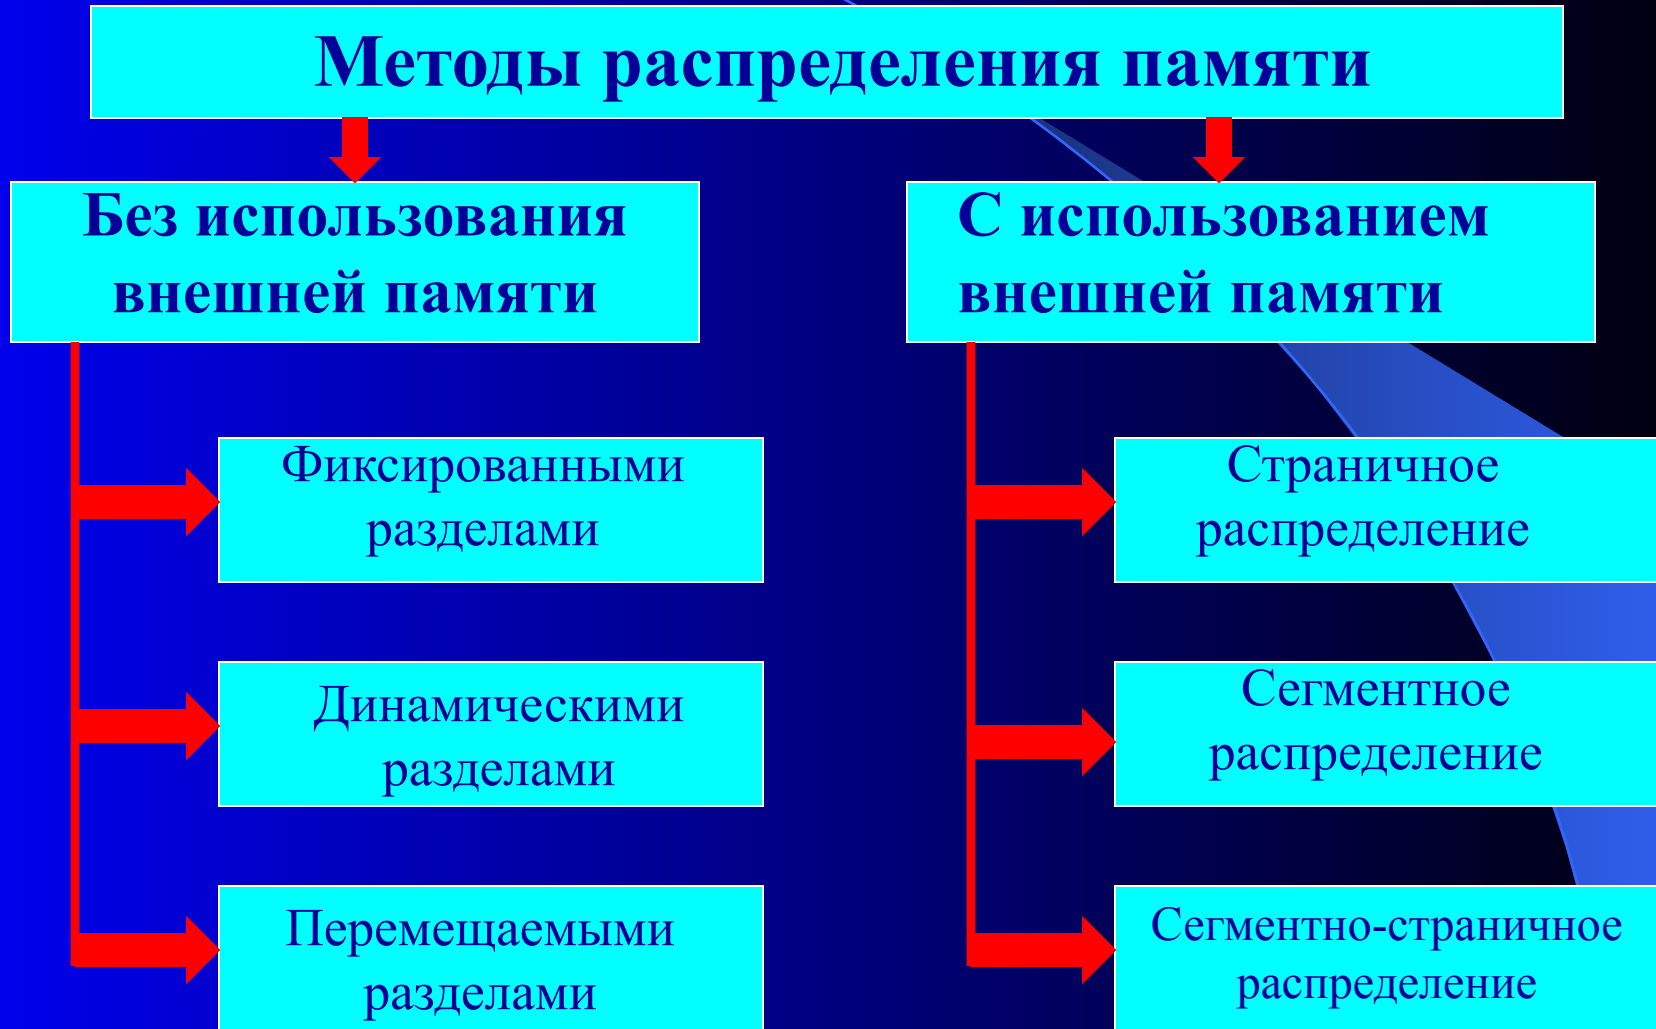 Методы распределения памяти
Без использования
внешней памяти
С использованием
внешней памяти
Фиксированными
разделами
Динамическими
разделами
Перемещаемыми
разделами
Страничное
распределение
Сегментное
распределение
Сегментно-страничное
распределение